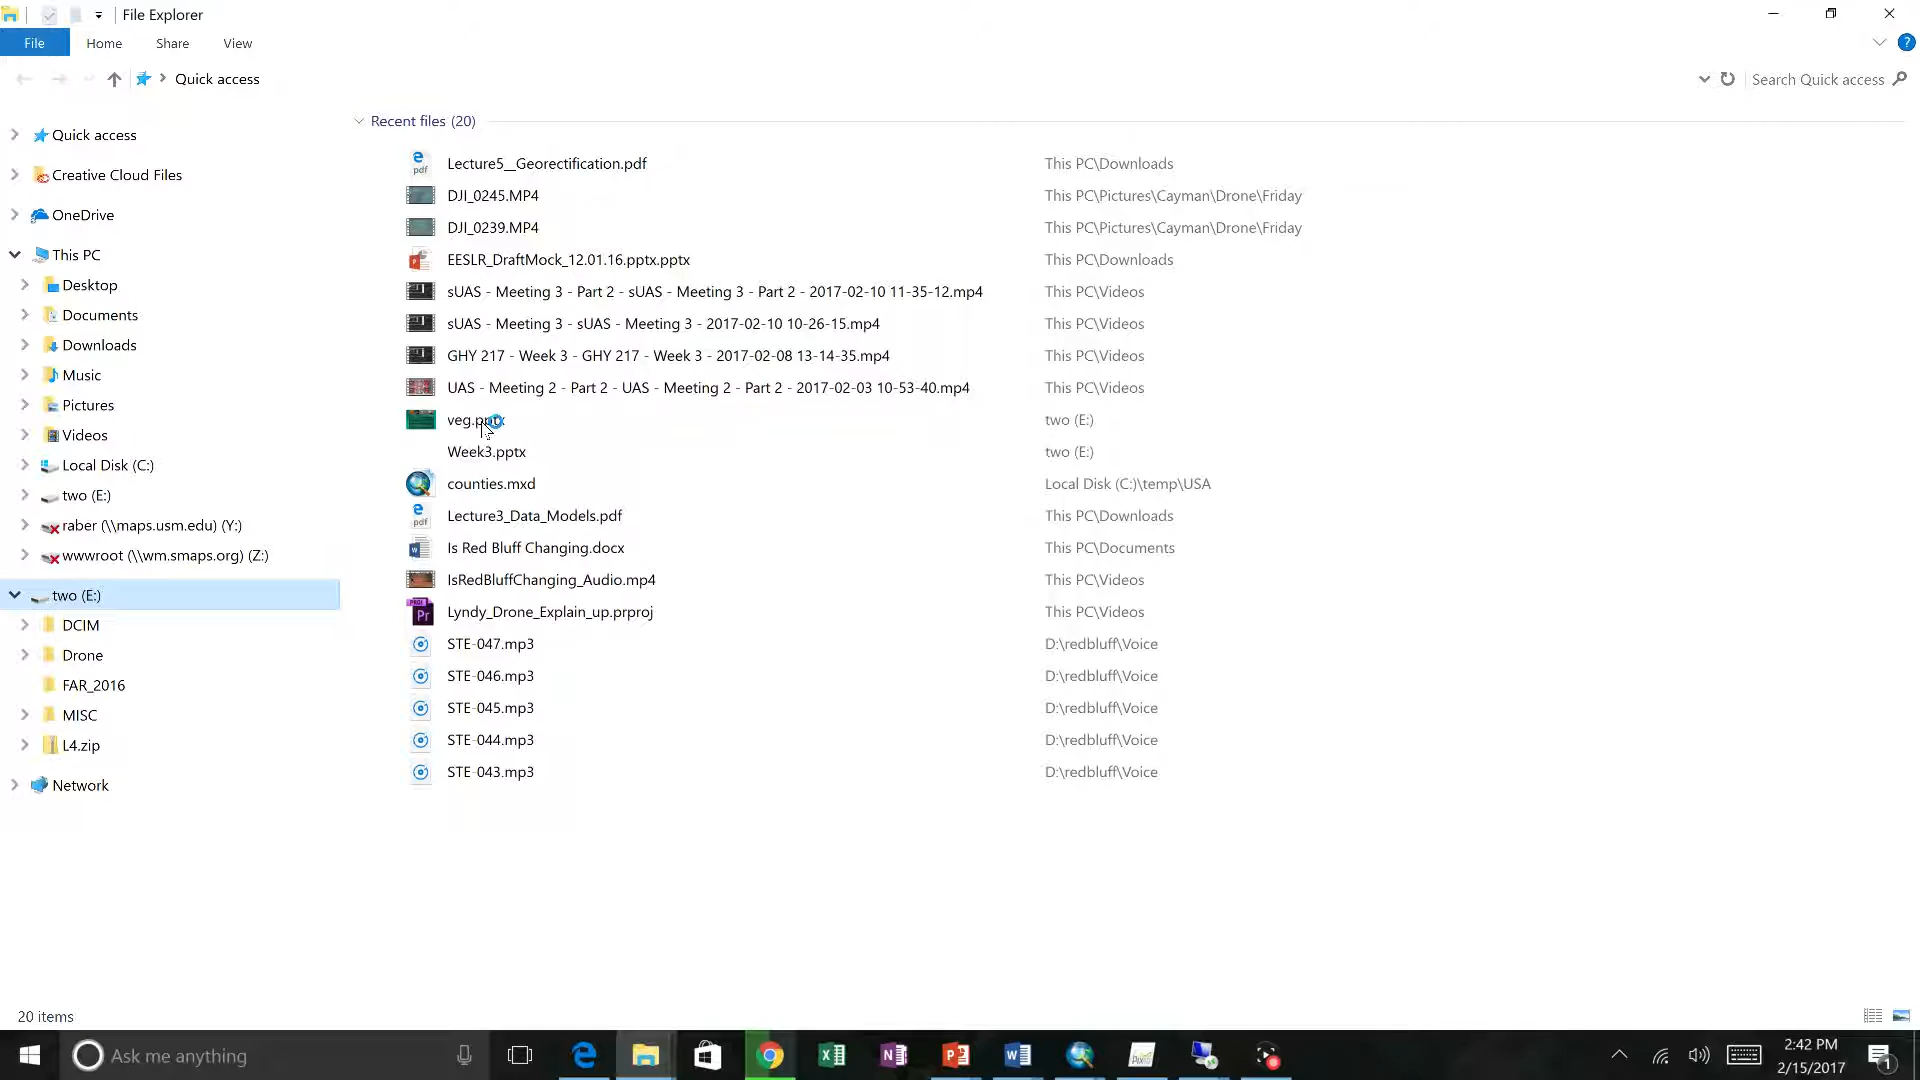 File Explorer
File Home Share View
Quick access
Search Quick access
Quick access
Creative Cloud Files
OneDrive
This PC
Desktop
Documents
Downloads
Music
Pictures
Videos
Local Disk (C:)
two (E:)
raber (\\maps.usm.edu) (Y:)
wwwroot (\\wm.smaps.org) (Z:)
two (E:)
DCIM
Drone
FAR_2016
MISC
L4.zip
Network
Recent files (20)
Lecture5__Georectification.pdf This PC\Downloads
DJI_0245.MP4 This PC\Pictures\Cayman\Drone\Friday
DJI_0239.MP4 This PC\Pictures\Cayman\Drone\Friday
EESLR_DraftMock_12.01.16.pptx.pptx This PC\Downloads
sUAS - Meeting 3 - Part 2 - sUAS - Meeting 3 - Part 2 - 2017-02-10 11-35-12.mp4 This PC\Videos
sUAS - Meeting 3 - sUAS - Meeting 3 - 2017-02-10 10-26-15.mp4 This PC\Videos
GHY 217 - Week 3 - GHY 217 - Week 3 - 2017-02-08 13-14-35.mp4 This PC\Videos
UAS - Meeting 2 - Part 2 - UAS - Meeting 2 - Part 2 - 2017-02-03 10-53-40.mp4 This PC\Videos
veg.pptx two (E:)
Week3.pptx two (E:)
counties.mxd Local Disk (C:)\temp\USA
Lecture3_Data_Models.pdf This PC\Downloads
Is Red Bluff Changing.docx This PC\Documents
IsRedBluffChanging_Audio.mp4 This PC\Videos
Lyndy_Drone_Explain_up.prproj This PC\Videos
STE-047.mp3 D:\redbluff\Voice
STE-046.mp3 D:\redbluff\Voice
STE-045.mp3 D:\redbluff\Voice
STE-044.mp3 D:\redbluff\Voice
STE-043.mp3 D:\redbluff\Voice
20 items
Ask me anything
2:42 PM
2/15/2017
1